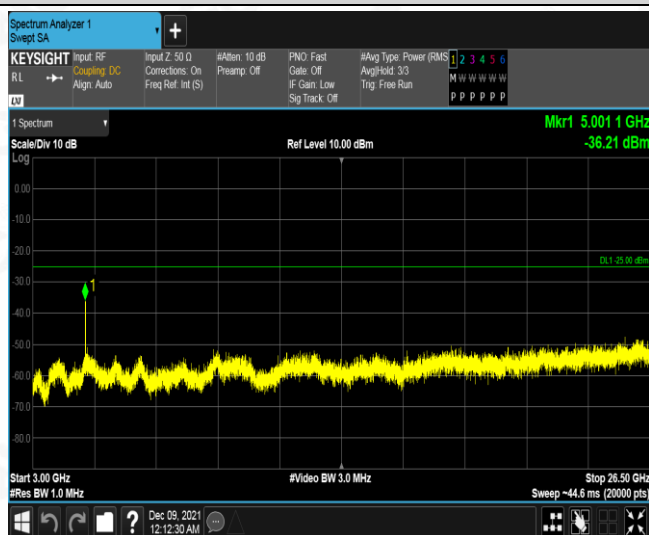 Spectrum Analyzer 1
Swept SA
+
KEYSIGHT Input: RF Input Z: 50 Ω #Atten: 10 dB PNO: Fast #Avg Type: Power (RMS 1 2 3 4 5 6
RL Coupling: DC Corrections: On Preamp: Off Gate: Off Avg|Hold: 3/3 M W W W W W
Align: Auto Freq Ref: Int (S) IF Gain: Low Trig: Free Run
Sig Track: Off P P P P P P
LXI
1 Spectrum Mkr1 5.001 1 GHz
Scale/Div 10 dB Ref Level 10.00 dBm -36.21 dBm
Log
0.00
-10.0
-20.0
DL1 -25.00 dBm
-30.0
1
-40.0
-50.0
-60.0
-70.0
-80.0
Start 3.00 GHz #Video BW 3.0 MHz Stop 26.50 GHz
#Res BW 1.0 MHz Sweep ~44.6 ms (20000 pts)
? Dec 09, 2021
12:12:30 AM